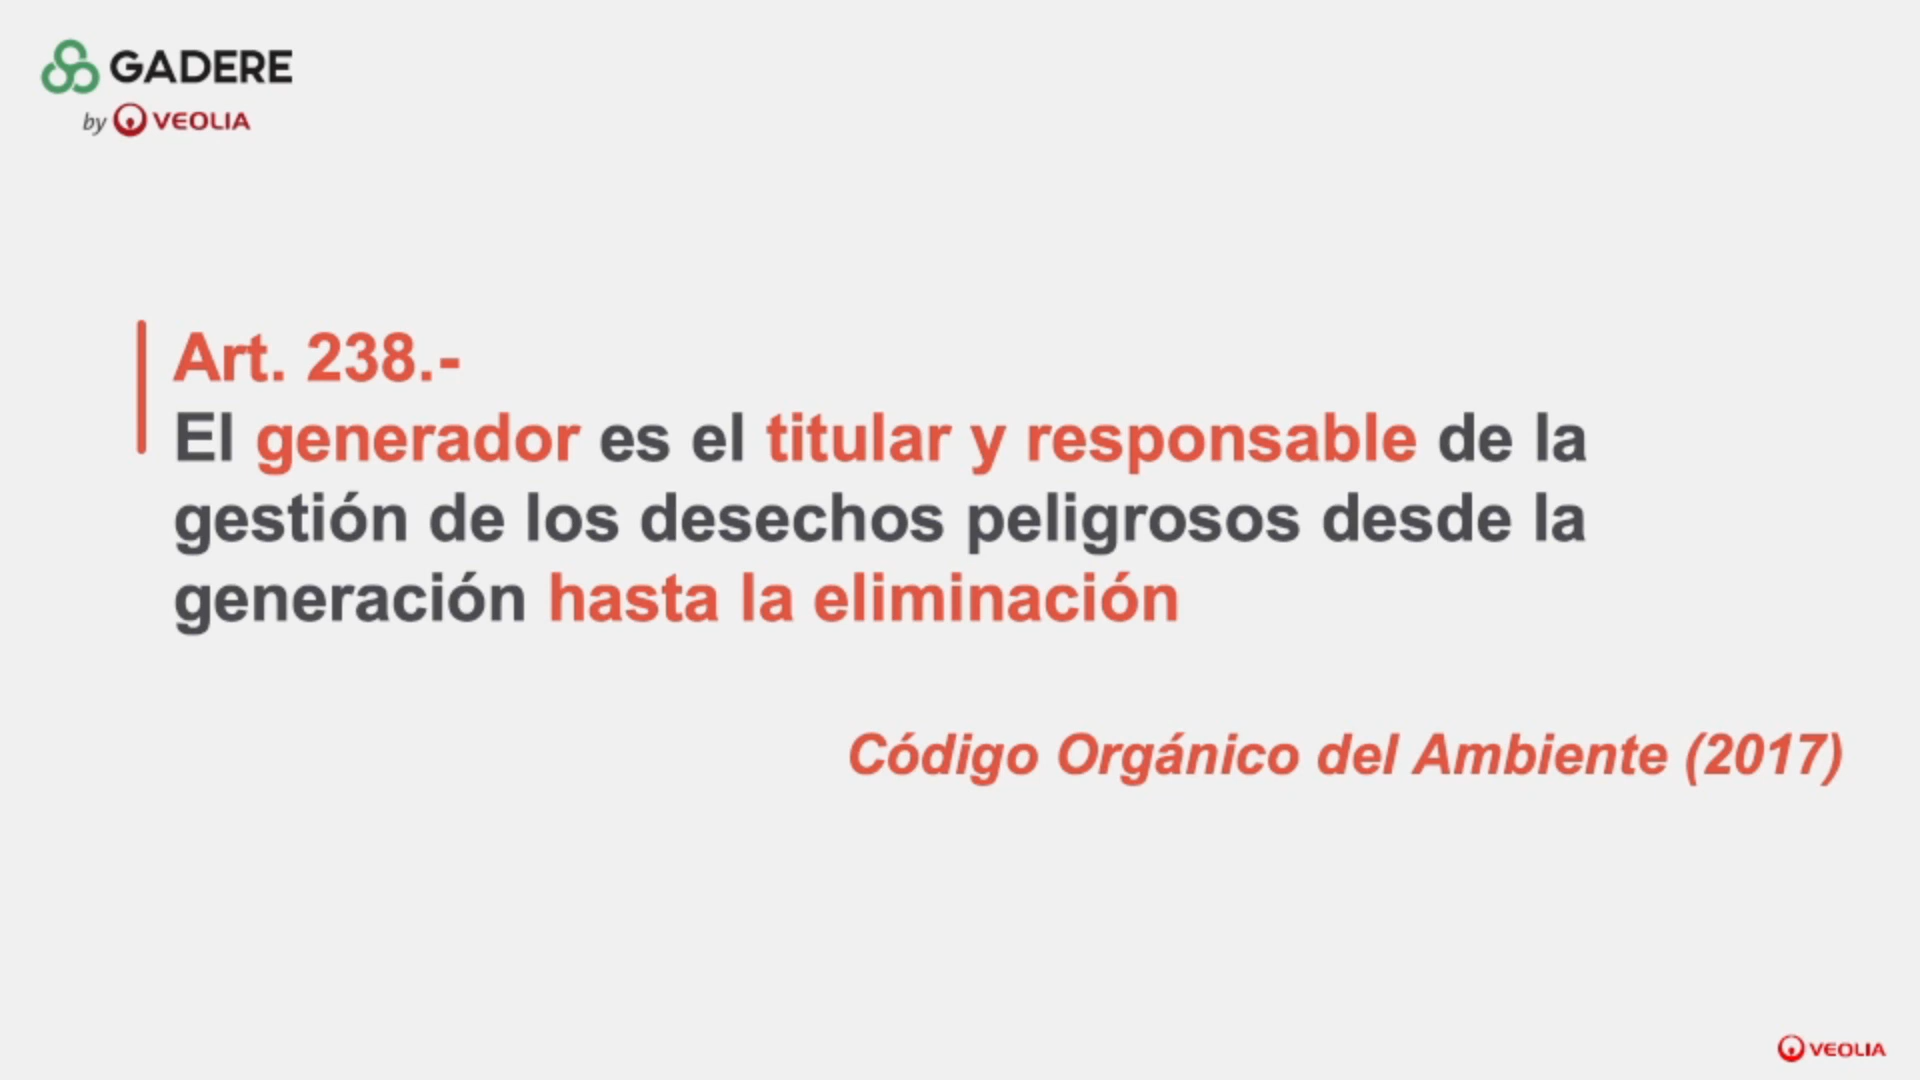 GADERE
by VEOLIA
Art. 238.-
El generador es el titular y responsable de la
gestión de los desechos peligrosos desde la
generación hasta la eliminación
Código Orgánico del Ambiente (2017)
VEOLIA